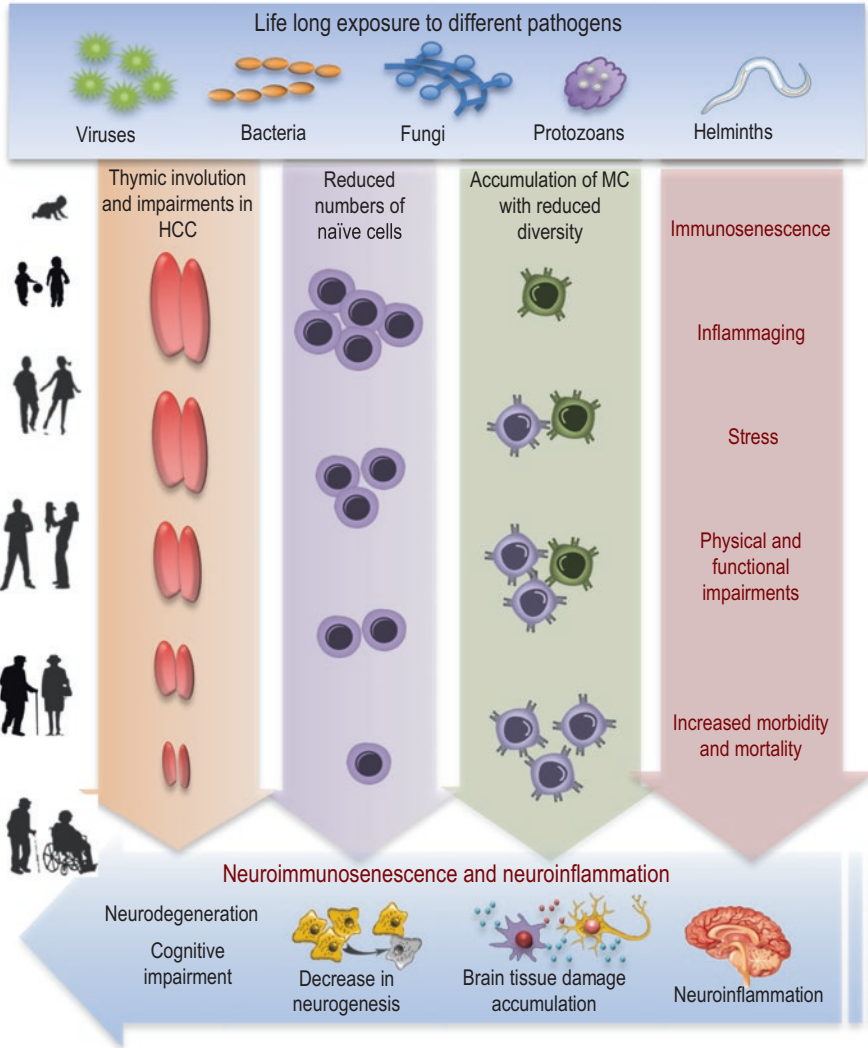 Life long exposure to different pathogens
Viruses
Bacteria
Fungi
Protozoans
Helminths
Thymic involution
and impairments in
HCC
Reduced
numbers of
naïve cells
Accumulation of MC
with reduced
diversity
Immunosenescence
Inflammaging
Stress
Physical and
functional
impairments
Increased morbidity
and mortality
Neuroimmunosenescence and neuroinflammation
Neurodegeneration
Cognitive
impairment
Decrease in
neurogenesis
Brain tissue damage
accumulation
Neuroinflammation